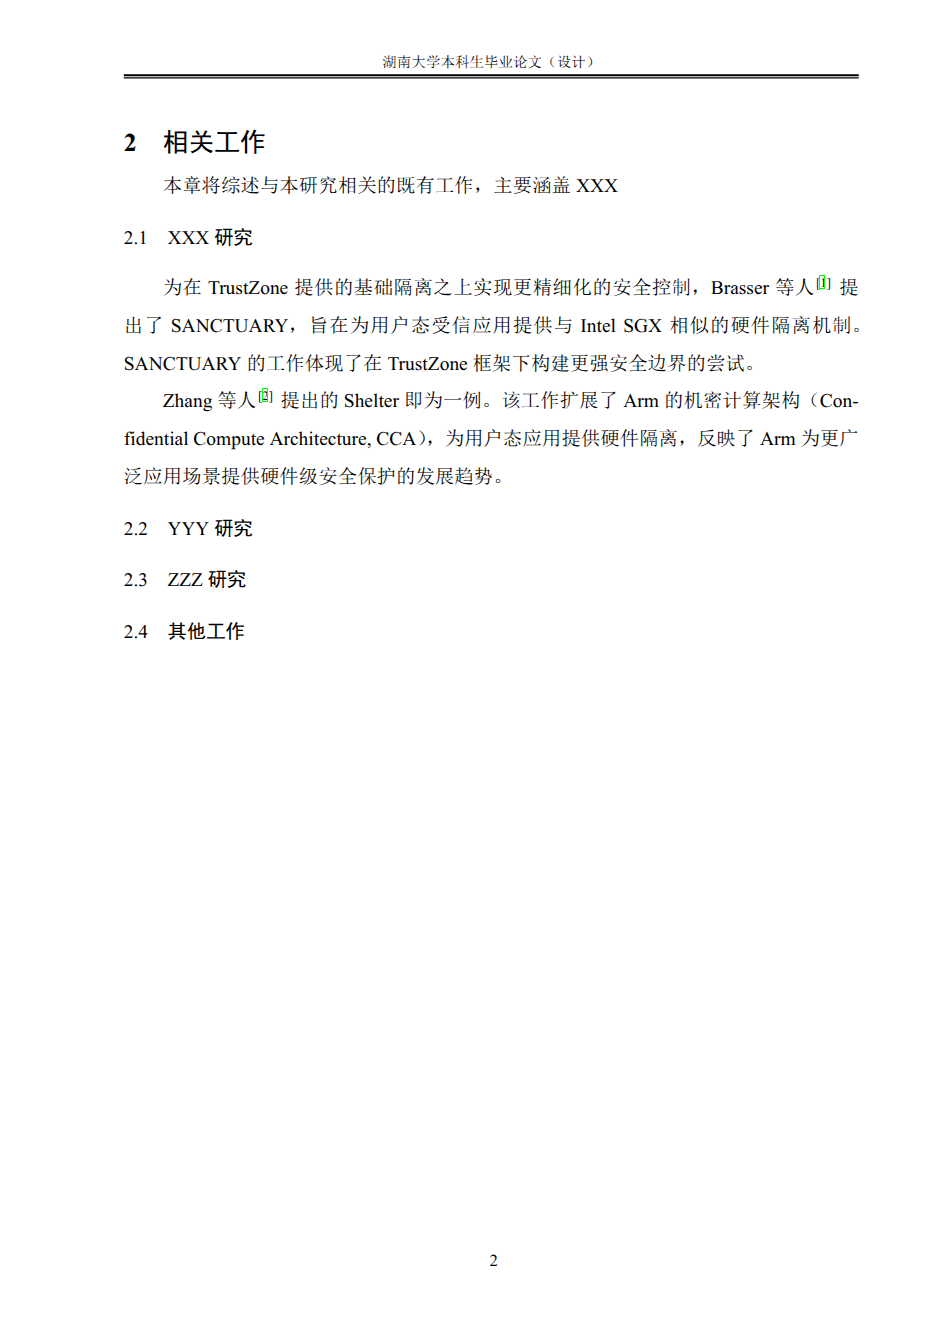 湖南大学本科生毕业论文（设计）
2 相关工作
本章将综述与本研究相关的既有工作，主要涵盖 XXX
2.1 XXX 研究
为在 TrustZone 提供的基础隔离之上实现更精细化的安全控制，Brasser 等人[1] 提
出了 SANCTUARY，旨在为用户态受信应用提供与 Intel SGX 相似的硬件隔离机制。
SANCTUARY 的工作体现了在 TrustZone 框架下构建更强安全边界的尝试。
Zhang 等人[2] 提出的 Shelter 即为一例。该工作扩展了 Arm 的机密计算架构（Con-
fidential Compute Architecture, CCA），为用户态应用提供硬件隔离，反映了 Arm 为更广
泛应用场景提供硬件级安全保护的发展趋势。
2.2 YYY 研究
2.3 ZZZ 研究
2.4 其他工作
2